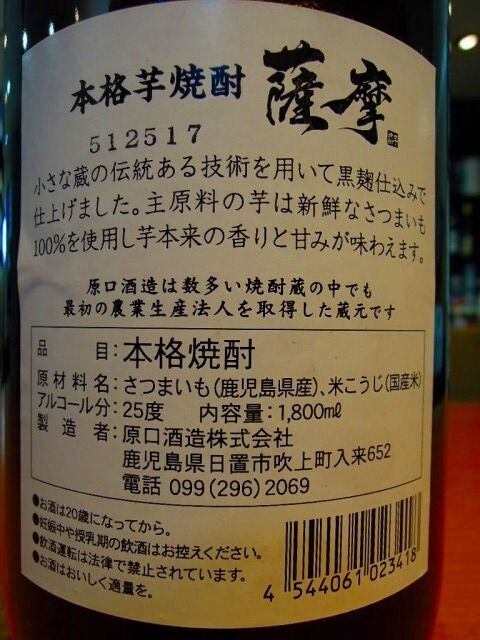 本格芋焼酎 薩摩
512517
小さな蔵の伝統ある技術を用いて黒麹仕込みで
仕上げました。主原料の芋は新鮮なさつまいも
100%を使用し芋本来の香りと甘みが味わえます。
原口酒造は数多い焼酎蔵の中でも
最初の農業生産法人を取得した蔵元です
品目:本格焼酎
原材料名:さつまいも(鹿児島県産)、米こうじ(国産米)
アルコール分:25度 内容量:1,800ml
製造者:原口酒造株式会社
鹿児島県日置市吹上町入来652
電話 099(296)2069
●お酒は20歳になってから。
●妊娠中や授乳期の飲酒はお控えください。
●飲酒運転は法律で禁止されています。
●お酒はおいしく適量を。
4 544061 023418